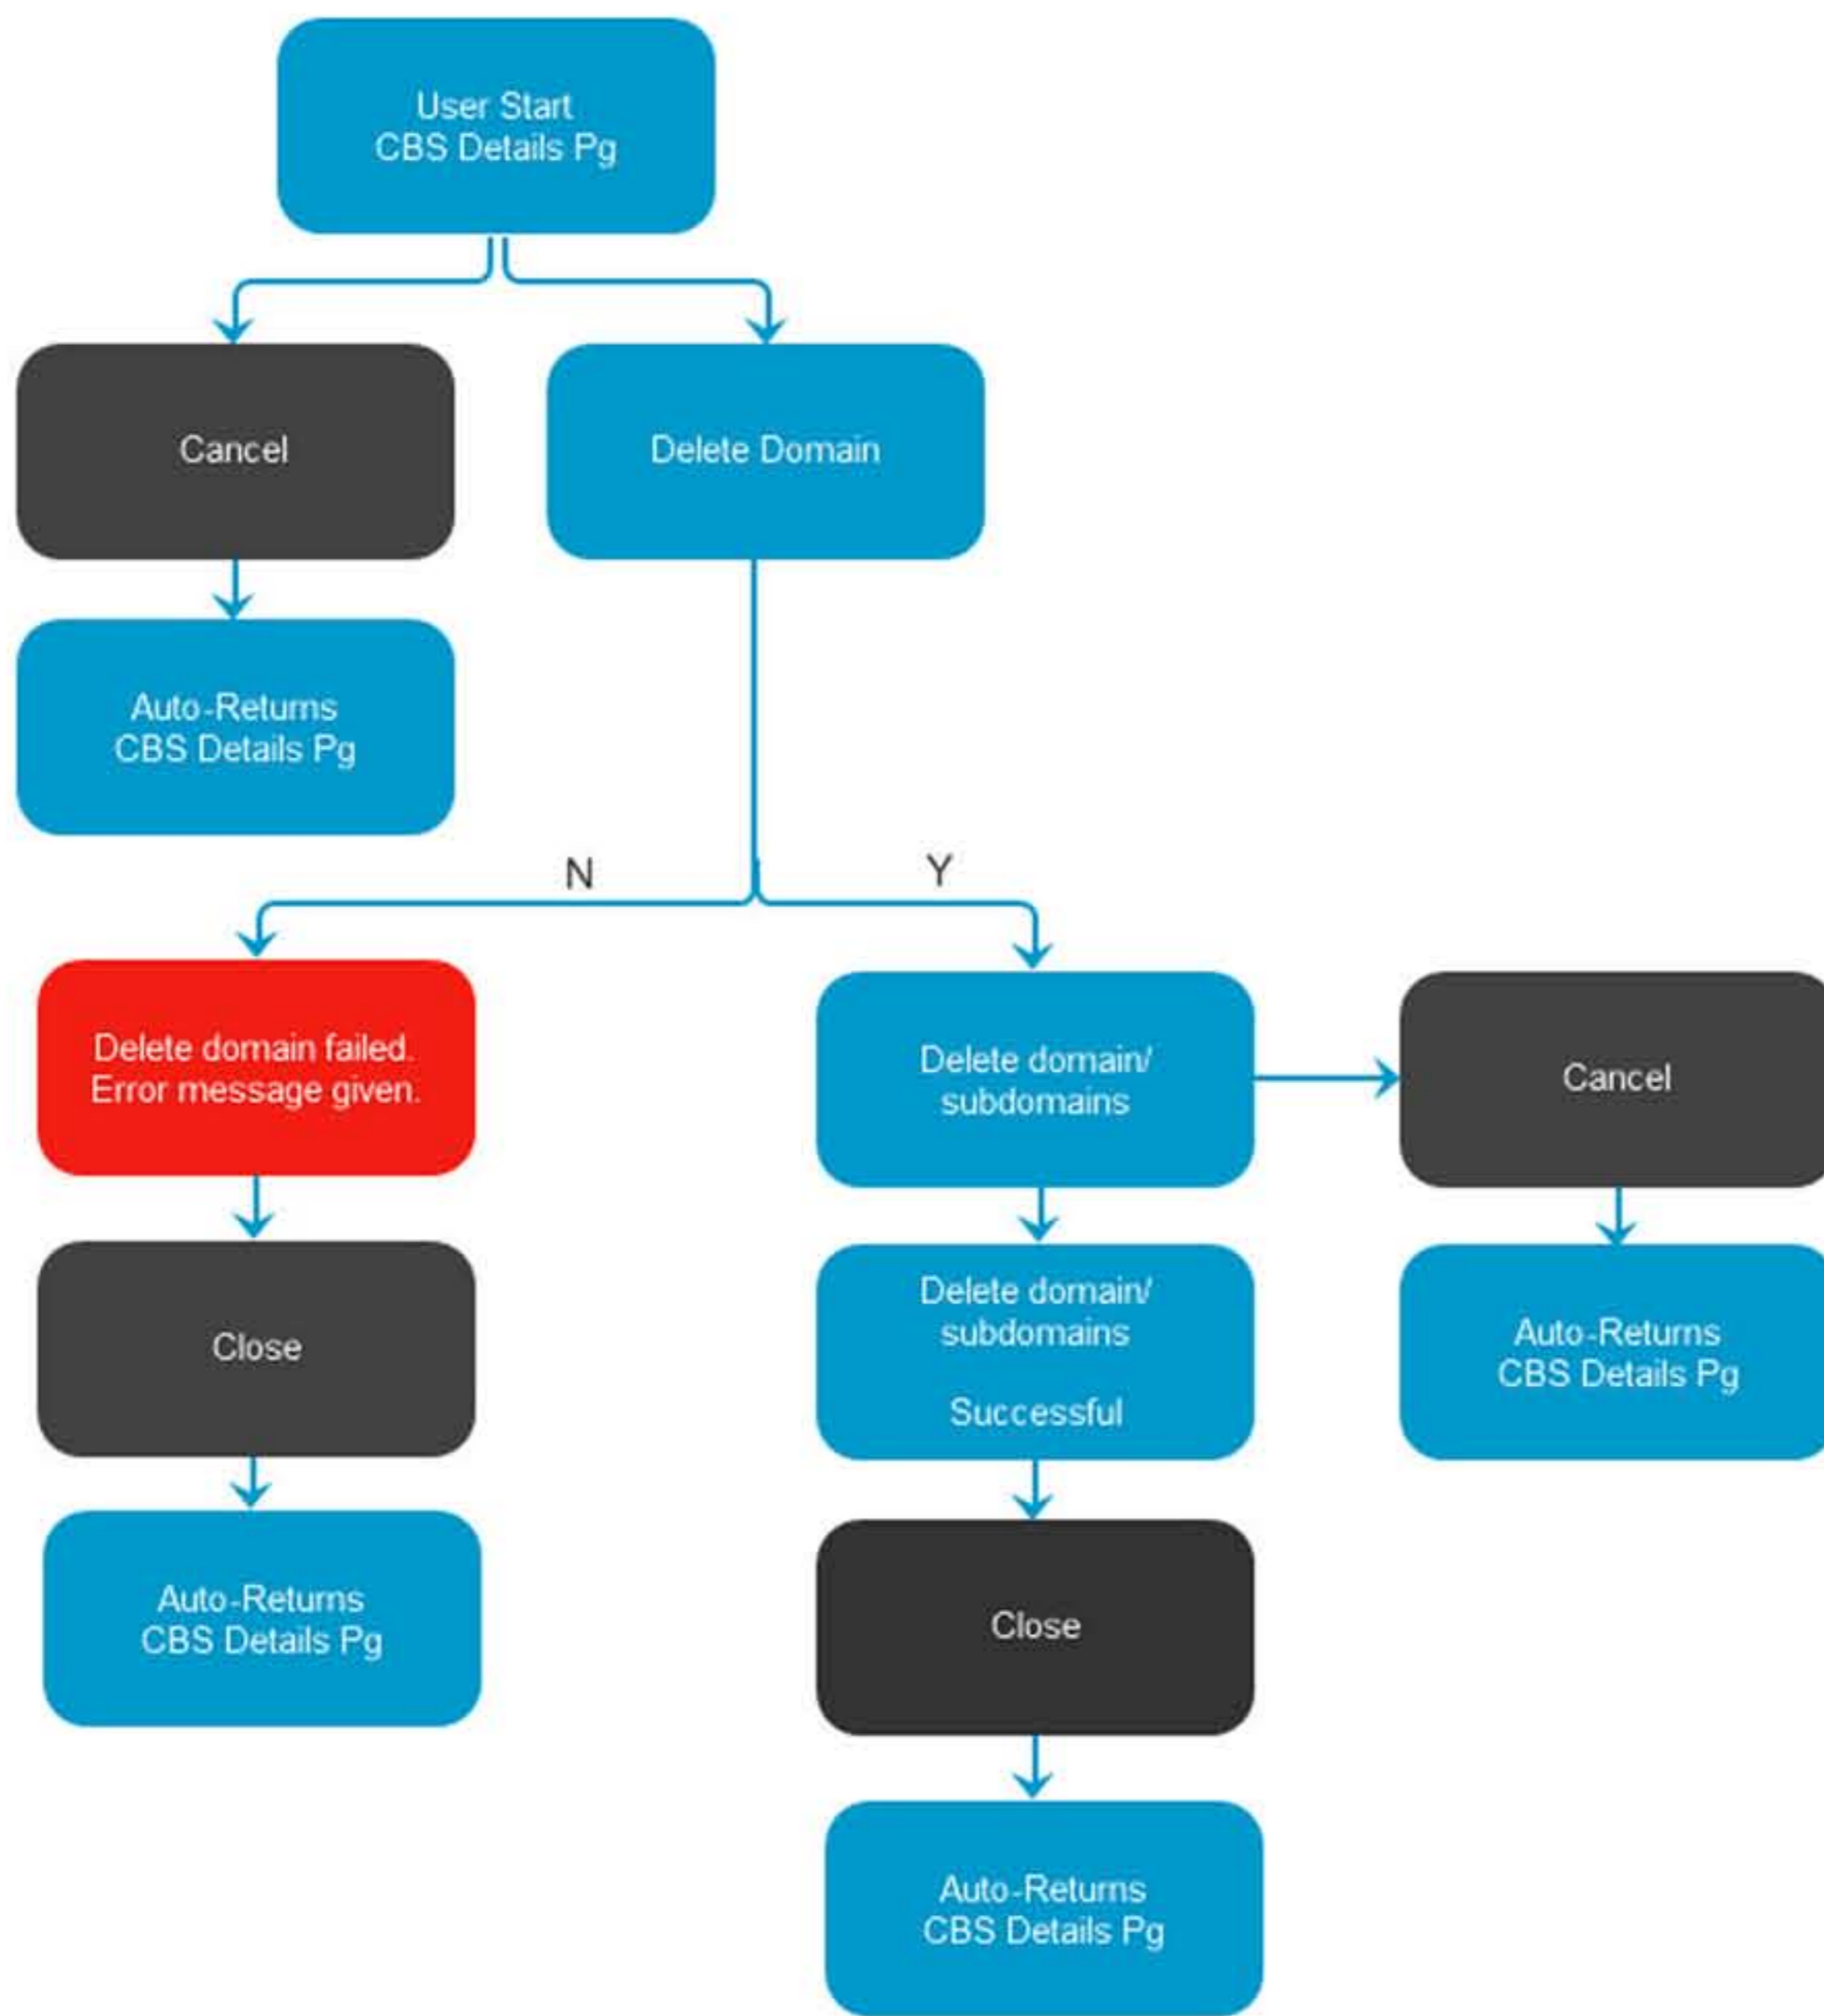 User Start
CBS Details Pg
Cancel
Delete Domain
Auto-Returns
CBS Details Pg
N
Y
Delete domain failed.
Error message given.
Delete domain/
subdomains
Cancel
Close
Delete domain/
subdomains
Successful
Auto-Returns
CBS Details Pg
Auto-Returns
CBS Details Pg
Close
Auto-Returns
CBS Details Pg